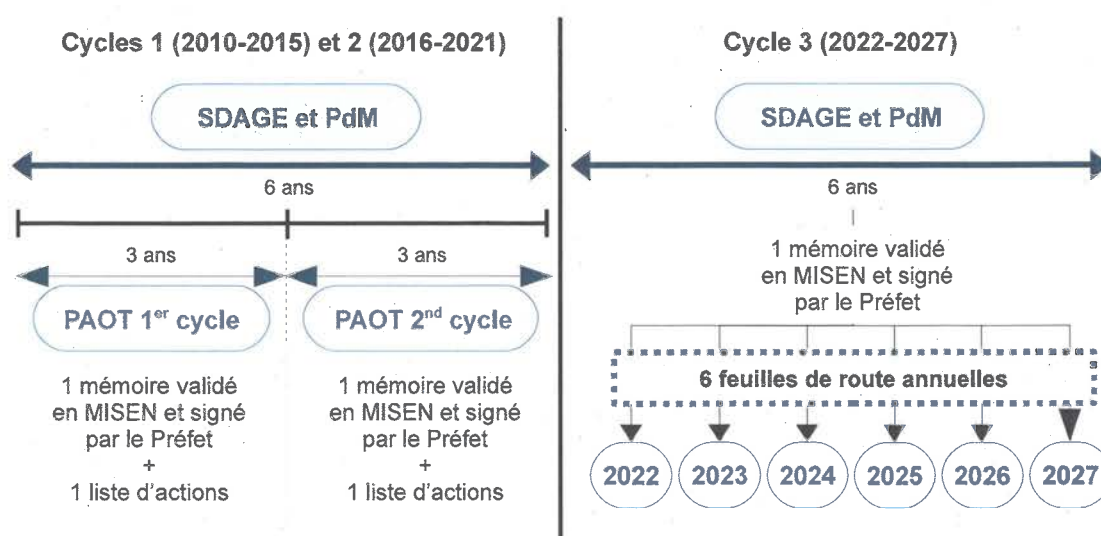 Cycles 1 (2010-2015) et 2 (2016-2021)
SDAGE et PdM
6 ans
3 ans
3 ans
PAOT 1er cycle
PAOT 2nd cycle
1 mémoire validé
en MISEN et signé
par le Préfet
+
1 liste d'actions
1 mémoire validé
en MISEN et signé
par le Préfet
+
1 liste d'actions
Cycle 3 (2022-2027)
SDAGE et PdM
6 ans
1 mémoire validé
en MISEN et signé
par le Préfet
6 feuilles de route annuelles
2022
2023
2024
2025
2026
2027